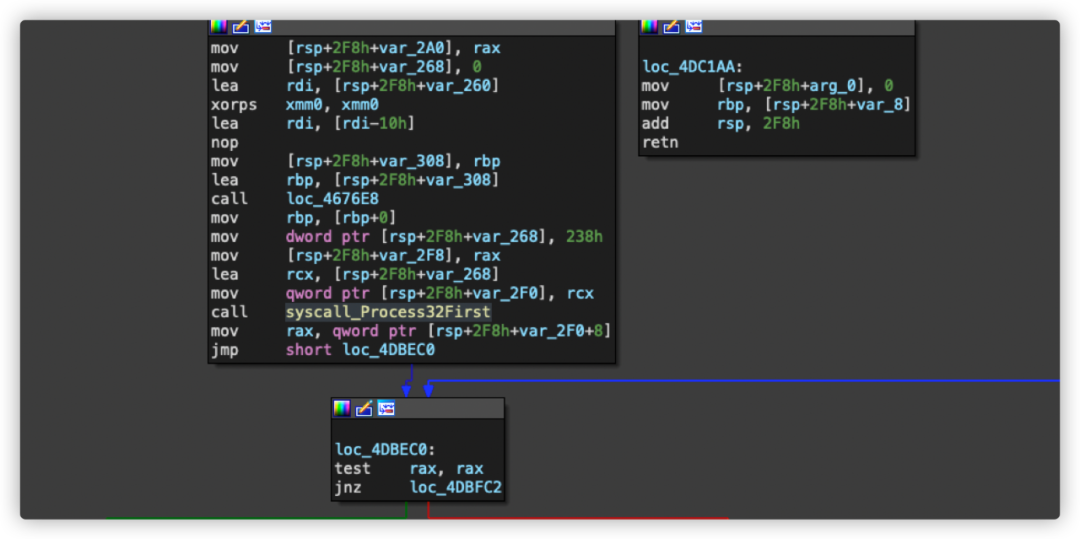 mov [rsp+2F8h+var_2A0], rax
mov [rsp+2F8h+var_268], 0
lea rdi, [rsp+2F8h+var_260]
xorps xmm0, xmm0
lea rdi, [rdi-10h]
nop
mov [rsp+2F8h+var_308], rbp
lea rbp, [rsp+2F8h+var_308]
call loc_4676E8
mov rbp, [rbp+0]
mov dword ptr [rsp+2F8h+var_268], 238h
mov [rsp+2F8h+var_2F8], rax
lea rcx, [rsp+2F8h+var_268]
mov qword ptr [rsp+2F8h+var_2F0], rcx
call syscall_Process32First
mov rax, qword ptr [rsp+2F8h+var_2F0+8]
jmp short loc_4DBEC0
loc_4DC1AA:
mov [rsp+2F8h+arg_0], 0
mov rbp, [rsp+2F8h+var_8]
add rsp, 2F8h
retn
loc_4DBEC0:
test rax, rax
jnz loc_4DBFC2